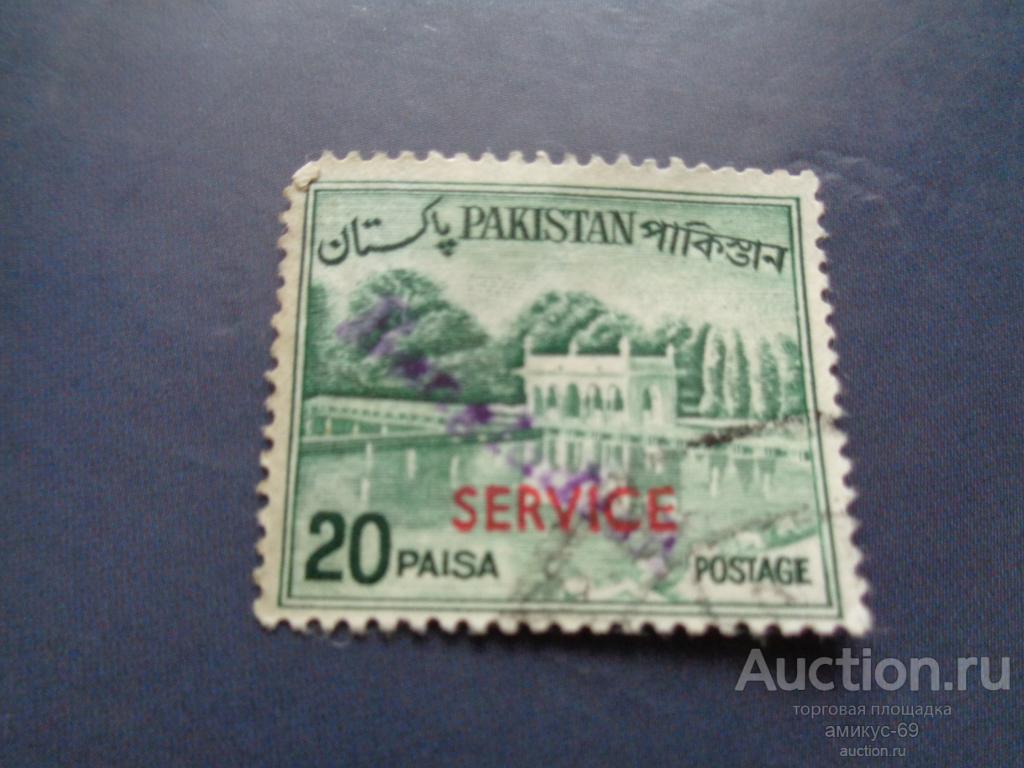 پاکستان PAKISTAN পাকিস্তান
SERVICE
20 PAISA POSTAGE
Auction.ru
торговая площадка
амикус-69
auction.ru